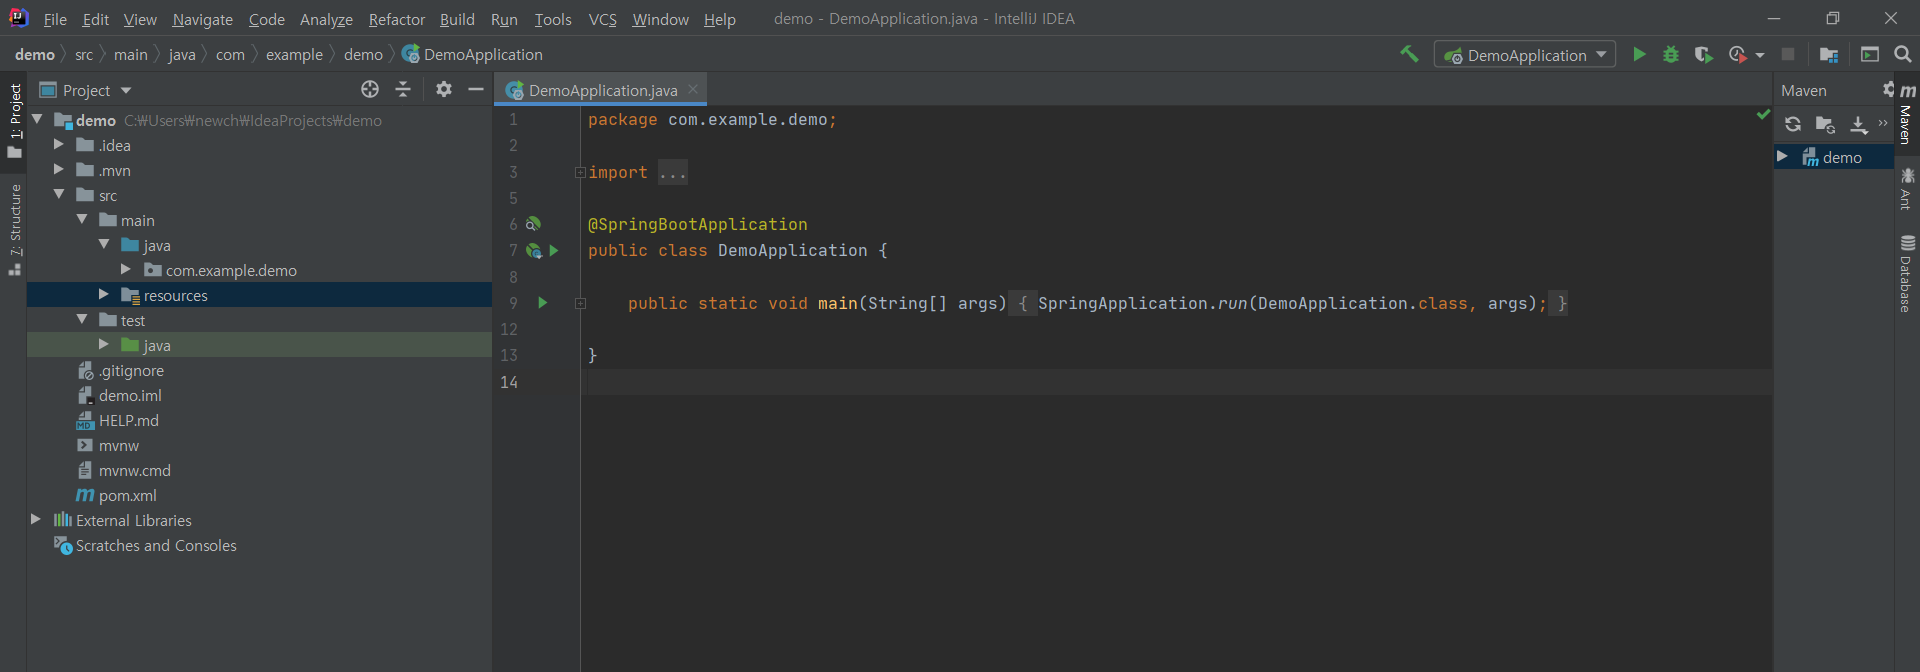 File Edit View Navigate Code Analyze Refactor Build Run Tools VCS Window Help demo - DemoApplication.java - IntelliJ IDEA
demo src main java com example demo DemoApplication
DemoApplication
1: Project
7: Structure
Project
demo C:₩Users₩newch₩IdeaProjects₩demo
.idea
.mvn
src
main
java
com.example.demo
resources
test
java
.gitignore
demo.iml
HELP.md
mvnw
mvnw.cmd
pom.xml
External Libraries
Scratches and Consoles
DemoApplication.java
1 package com.example.demo;
2
3 import ...
5
6 @SpringBootApplication
7 public class DemoApplication {
8
9 public static void main(String[] args) { SpringApplication.run(DemoApplication.class, args); }
12
13 }
14
Maven
demo
Maven
Ant
Database